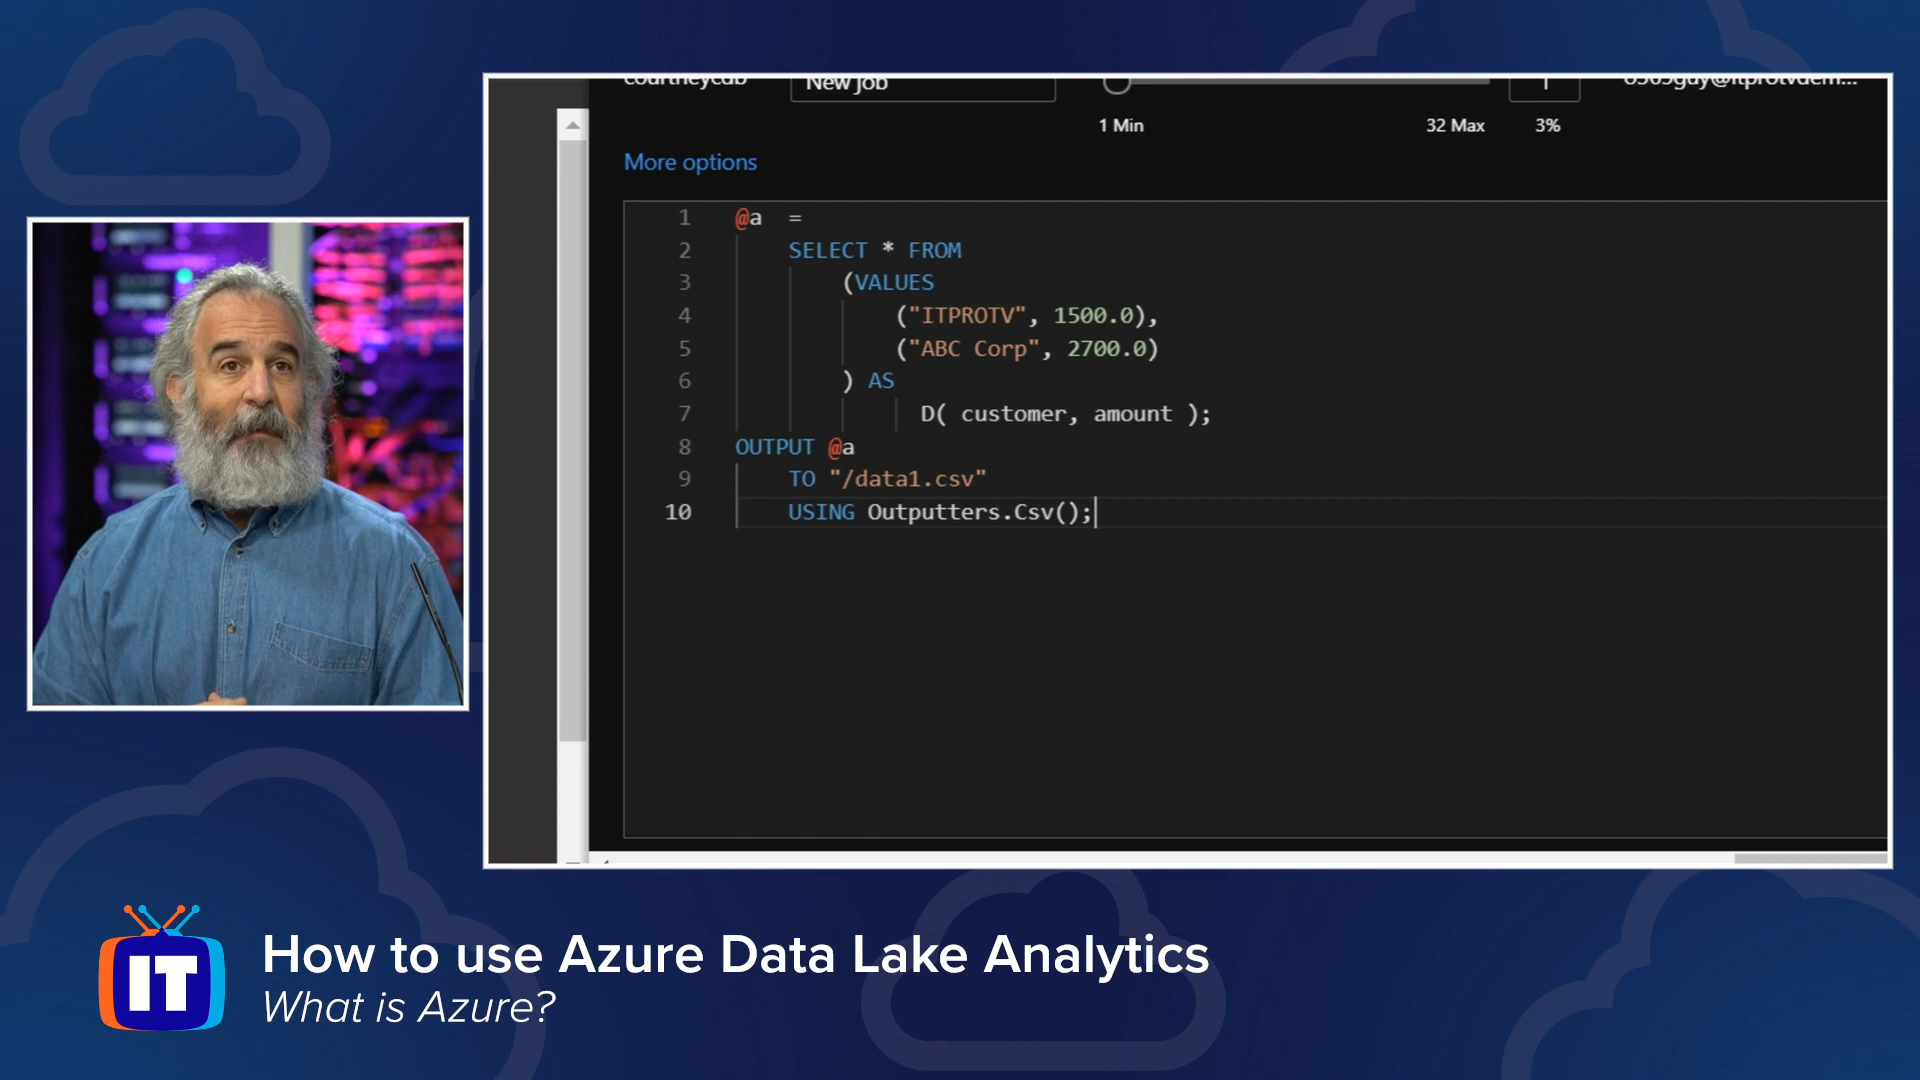 New Job
1 Min
32 Max
3%
More options
1 @a =
2 SELECT * FROM
3 (VALUES
4 ("ITPROTV", 1500.0),
5 ("ABC Corp", 2700.0)
6 ) AS
7 D( customer, amount );
8 OUTPUT @a
9 TO "/data1.csv"
10 USING Outputters.Csv();
IT
How to use Azure Data Lake Analytics
What is Azure?